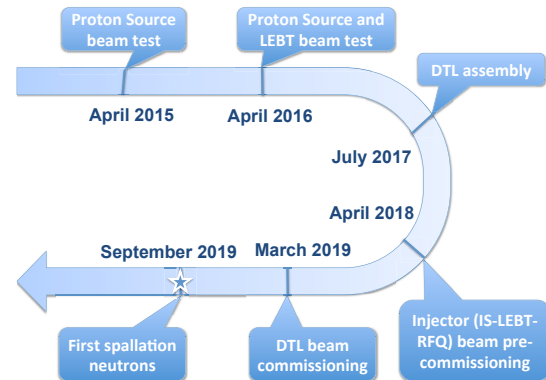 Proton Source
beam test
Proton Source and
LEBT beam test
DTL assembly
April 2015
April 2016
July 2017
April 2018
September 2019
March 2019
First spallation
neutrons
DTL beam
commissioning
Injector (IS-LEBT-
RFQ) beam pre-
commissioning